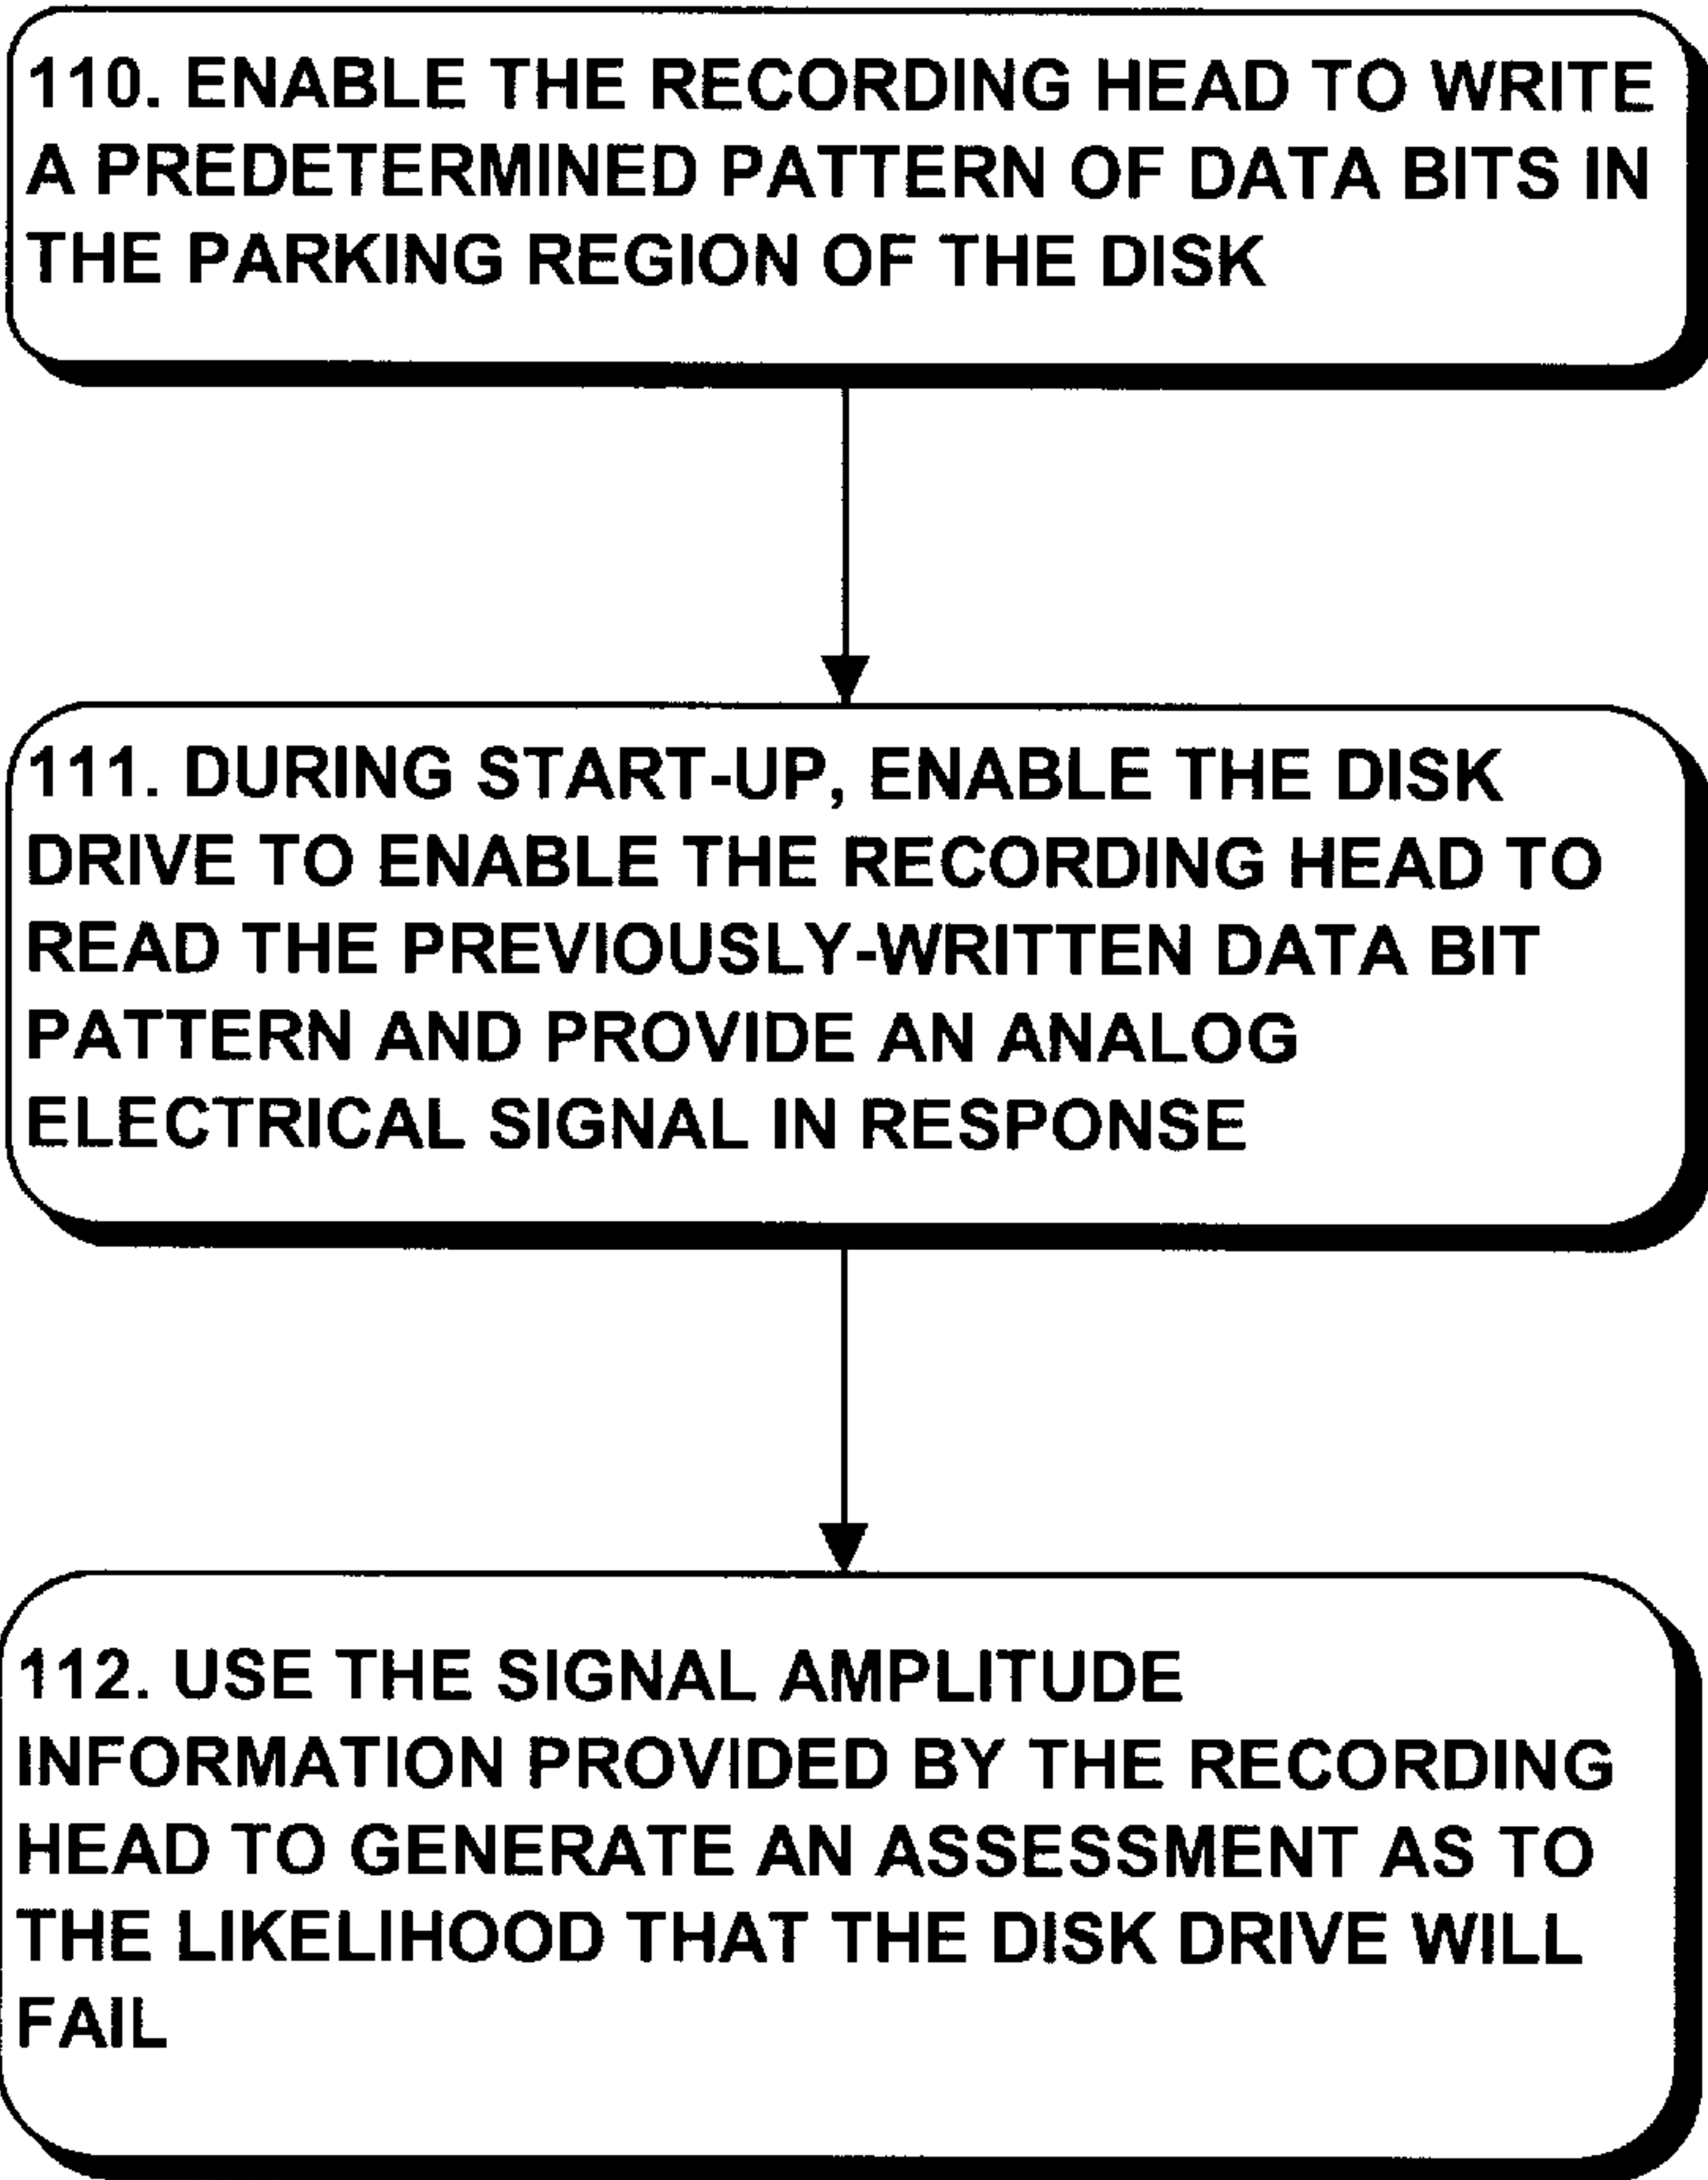 110. ENABLE THE RECORDING HEAD TO WRITE
A PREDETERMINED PATTERN OF DATA BITS IN
THE PARKING REGION OF THE DISK
111. DURING START-UP, ENABLE THE DISK
DRIVE TO ENABLE THE RECORDING HEAD TO
READ THE PREVIOUSLY-WRITTEN DATA BIT
PATTERN AND PROVIDE AN ANALOG
ELECTRICAL SIGNAL IN RESPONSE
112. USE THE SIGNAL AMPLITUDE
INFORMATION PROVIDED BY THE RECORDING
HEAD TO GENERATE AN ASSESSMENT AS TO
THE LIKELIHOOD THAT THE DISK DRIVE WILL
FAIL